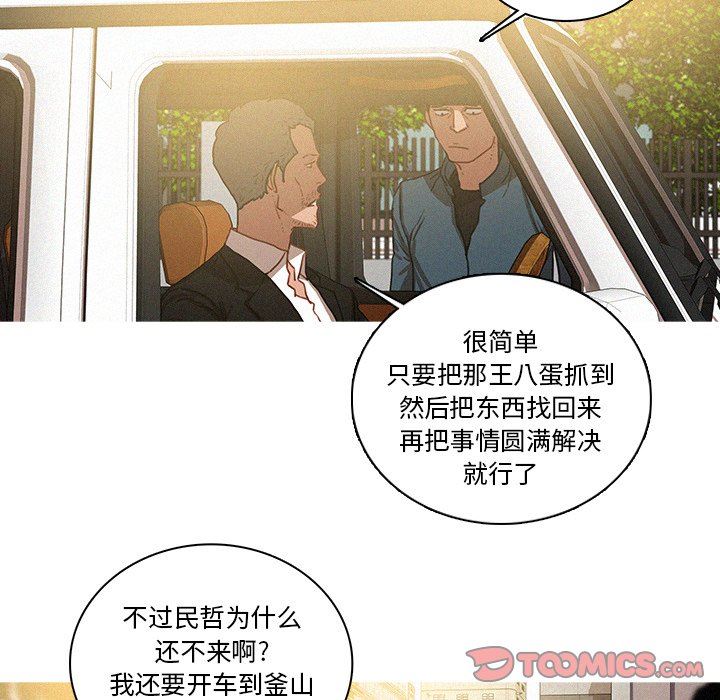 很简单
只要把那王八蛋抓到
然后把东西找回来
再把事情圆满解决
就行了
不过民哲为什么
还不来啊?
我还要开车到釜山
TOOMICS.COM